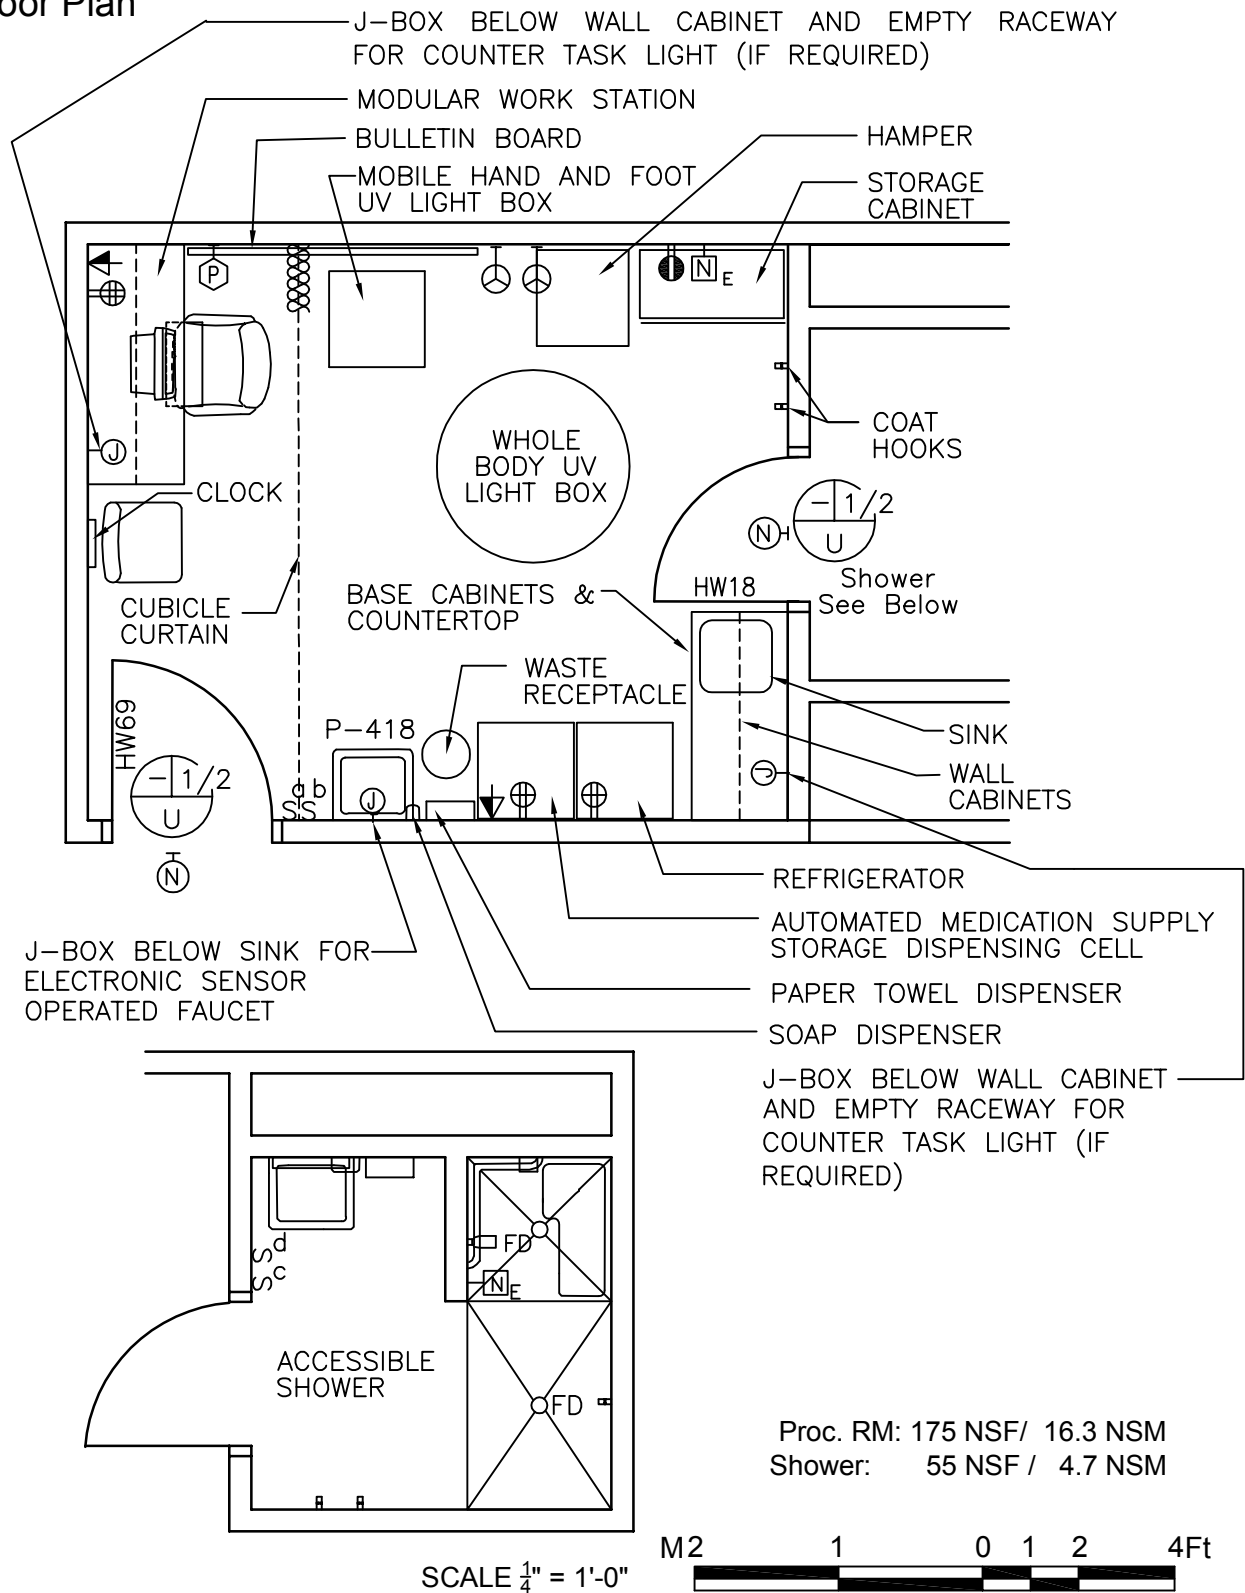 oor Plan
J-BOX BELOW WALL CABINET AND EMPTY RACEWAY
FOR COUNTER TASK LIGHT (IF REQUIRED)
MODULAR WORK STATION
BULLETIN BOARD
MOBILE HAND AND FOOT
UV LIGHT BOX
HAMPER
STORAGE
CABINET
P
N E
WHOLE
BODY UV
LIGHT BOX
COAT
HOOKS
J
CLOCK
- 1/2
U
N
Shower
See Below
HW18
BASE CABINETS &
COUNTERTOP
CUBICLE
CURTAIN
WASTE
RECEPTACLE
HW69
P-418
SINK
WALL
CABINETS
J
- 1/2
U
a b
SS
J
N
REFRIGERATOR
AUTOMATED MEDICATION SUPPLY
STORAGE DISPENSING CELL
J-BOX BELOW SINK FOR
ELECTRONIC SENSOR
OPERATED FAUCET
PAPER TOWEL DISPENSER
SOAP DISPENSER
J-BOX BELOW WALL CABINET
AND EMPTY RACEWAY FOR
COUNTER TASK LIGHT (IF
REQUIRED)
S d
S c
FD
N E
ACCESSIBLE
SHOWER
FD
Proc. RM: 175 NSF/ 16.3 NSM
Shower: 55 NSF / 4.7 NSM
SCALE 1/4" = 1'-0"
M2 1 0 1 2 4Ft